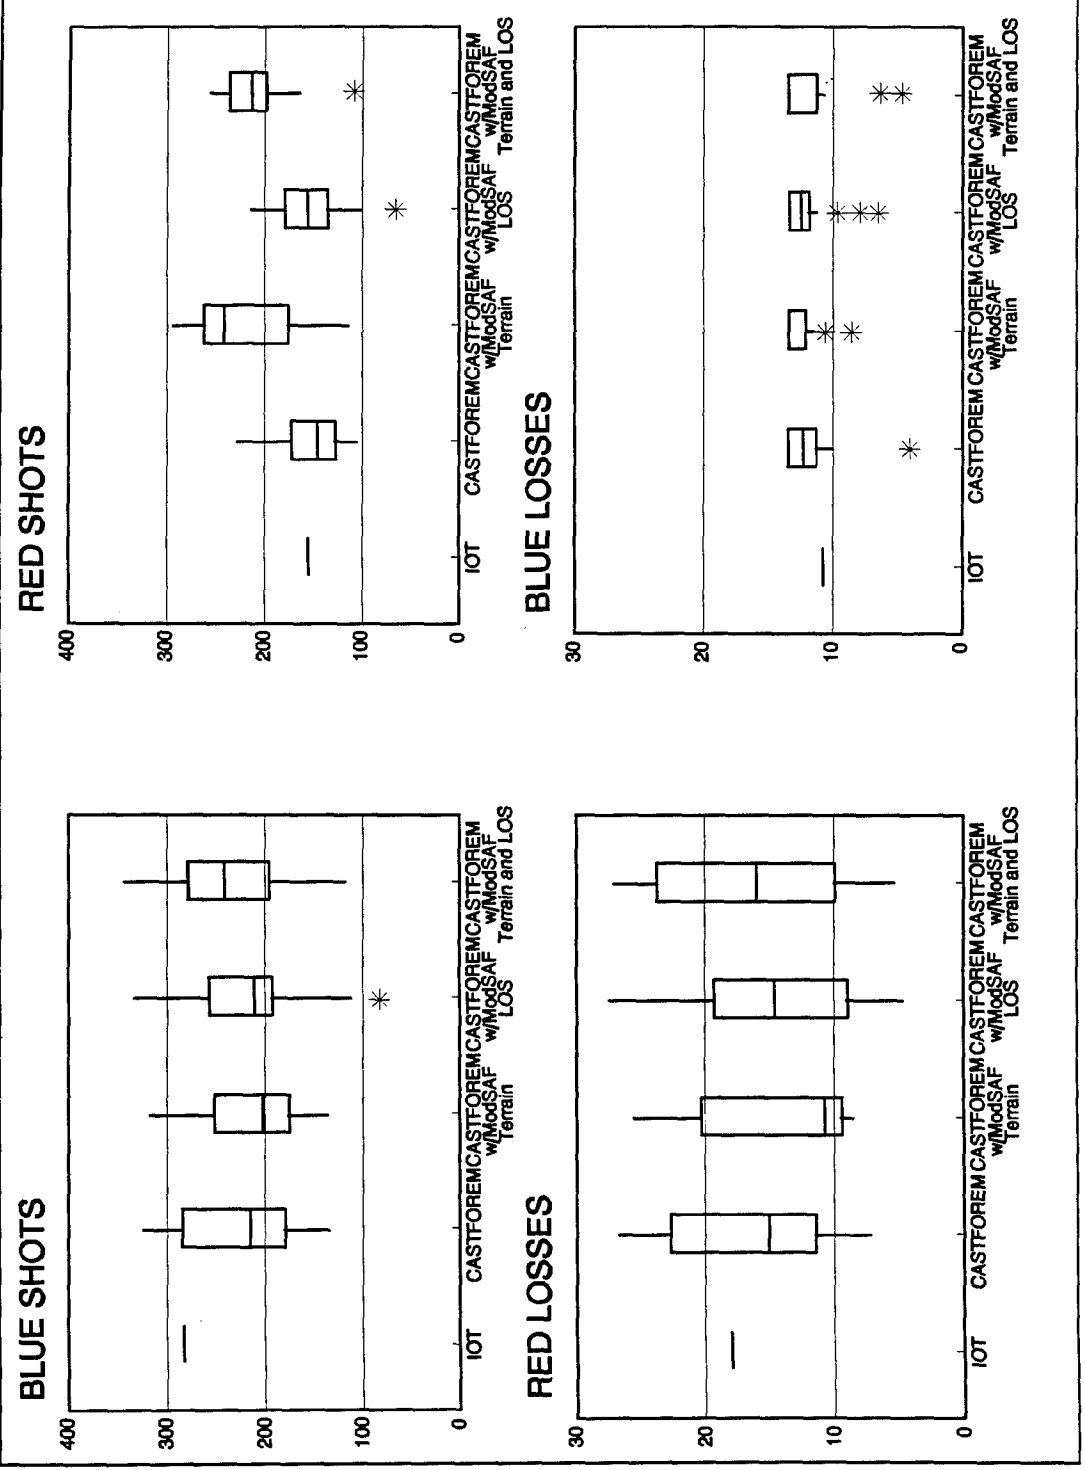 BLUE SHOTS
400
300
200
100
0
IOT CASTFOREM CASTFOREM CASTFOREM CASTFOREM
w/ModSAF w/ModSAF w/ModSAF
Terrain LOS Terrain and LOS
RED SHOTS
400
300
200
100
0
IOT CASTFOREM CASTFOREM CASTFOREM CASTFOREM
w/ModSAF w/ModSAF w/ModSAF
Terrain LOS Terrain and LOS
RED LOSSES
30
20
10
0
IOT CASTFOREM CASTFOREM CASTFOREM CASTFOREM
w/ModSAF w/ModSAF w/ModSAF
Terrain LOS Terrain and LOS
BLUE LOSSES
30
20
10
0
IOT CASTFOREM CASTFOREM CASTFOREM CASTFOREM
w/ModSAF w/ModSAF w/ModSAF
Terrain LOS Terrain and LOS